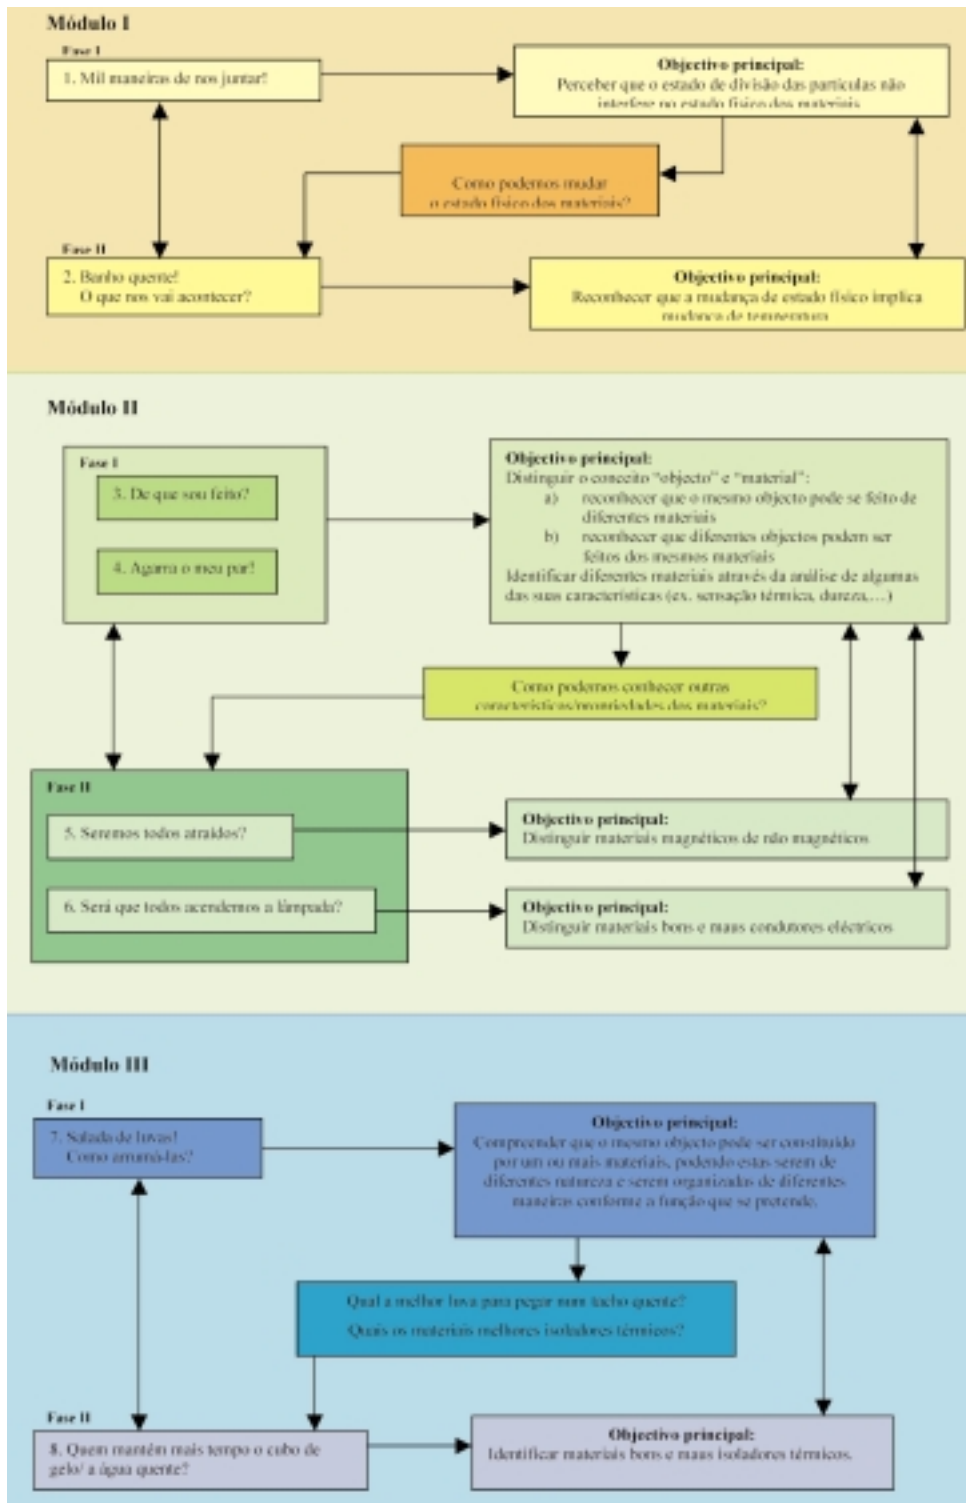 Módulo I
Fase I
1. Mil maneiras de nos juntar!
Objectivo principal:
Perceber que o estado de divisão das partículas não
interfere no estado físico dos materiais
Como podemos mudar
o estado físico dos materiais?
Fase II
2. Banho quente!
O que nos vai acontecer?
Objectivo principal:
Reconhecer que a mudança de estado físico implica
mudança de temperatura
Módulo II
Fase I
3. De que sou feito?
4. Agarra o meu par!
Objectivo principal:
Distinguir o conceito “objecto” e “material”:
a) reconhecer que o mesmo objecto pode se feito de
diferentes materiais
b) reconhecer que diferentes objectos podem ser
feitos dos mesmos materiais
Identificar diferentes materiais através da análise de algumas
das suas características (ex. sensação térmica, dureza,…)
Como podemos conhecer outras
características/propriedades dos materiais?
Fase II
5. Seremos todos atraídos?
Objectivo principal:
Distinguir materiais magnéticos de não magnéticos
6. Será que todos acendemos a lâmpada?
Objectivo principal:
Distinguir materiais bons e maus condutores eléctricos
Módulo III
Fase I
7. Salada de luvas!
Como arrumá-las?
Objectivo principal:
Compreender que o mesmo objecto pode ser constituído
por um ou mais materiais, podendo estas serem de
diferentes natureza e serem organizadas de diferentes
maneiras conforme a função que se pretende.
Qual a melhor luva para pegar num tacho quente?
Quais os materiais melhores isoladores térmicos?
Fase II
8. Quem mantém mais tempo o cubo de
gelo/ a água quente?
Objectivo principal:
Identificar materiais bons e maus isoladores térmicos.